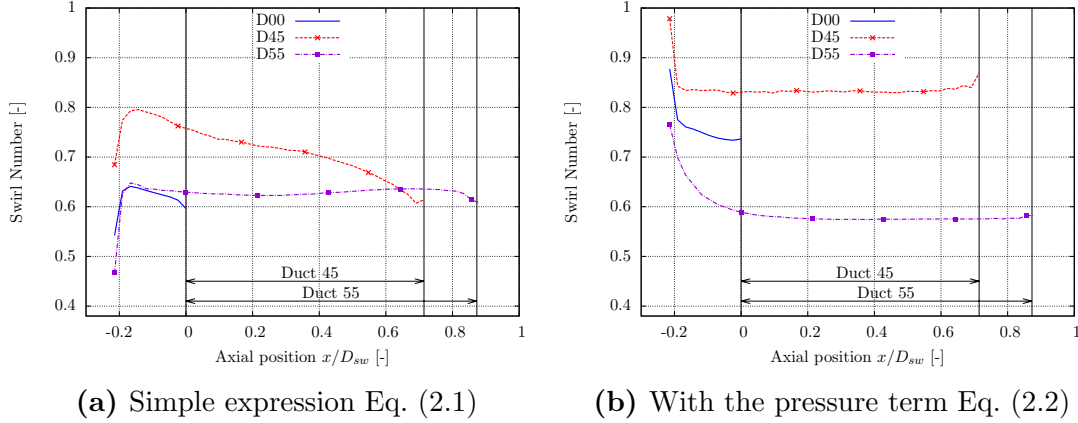 1
0.9
0.8
0.7
0.6
0.5
0.4
Swirl Number [-]
D00
D45
D55
Duct 45
Duct 55
-0.2 0 0.2 0.4 0.6 0.8 1
Axial position x/D_sw [-]
(a) Simple expression Eq. (2.1)
1
0.9
0.8
0.7
0.6
0.5
0.4
Swirl Number [-]
D00
D45
D55
Duct 45
Duct 55
-0.2 0 0.2 0.4 0.6 0.8 1
Axial position x/D_sw [-]
(b) With the pressure term Eq. (2.2)